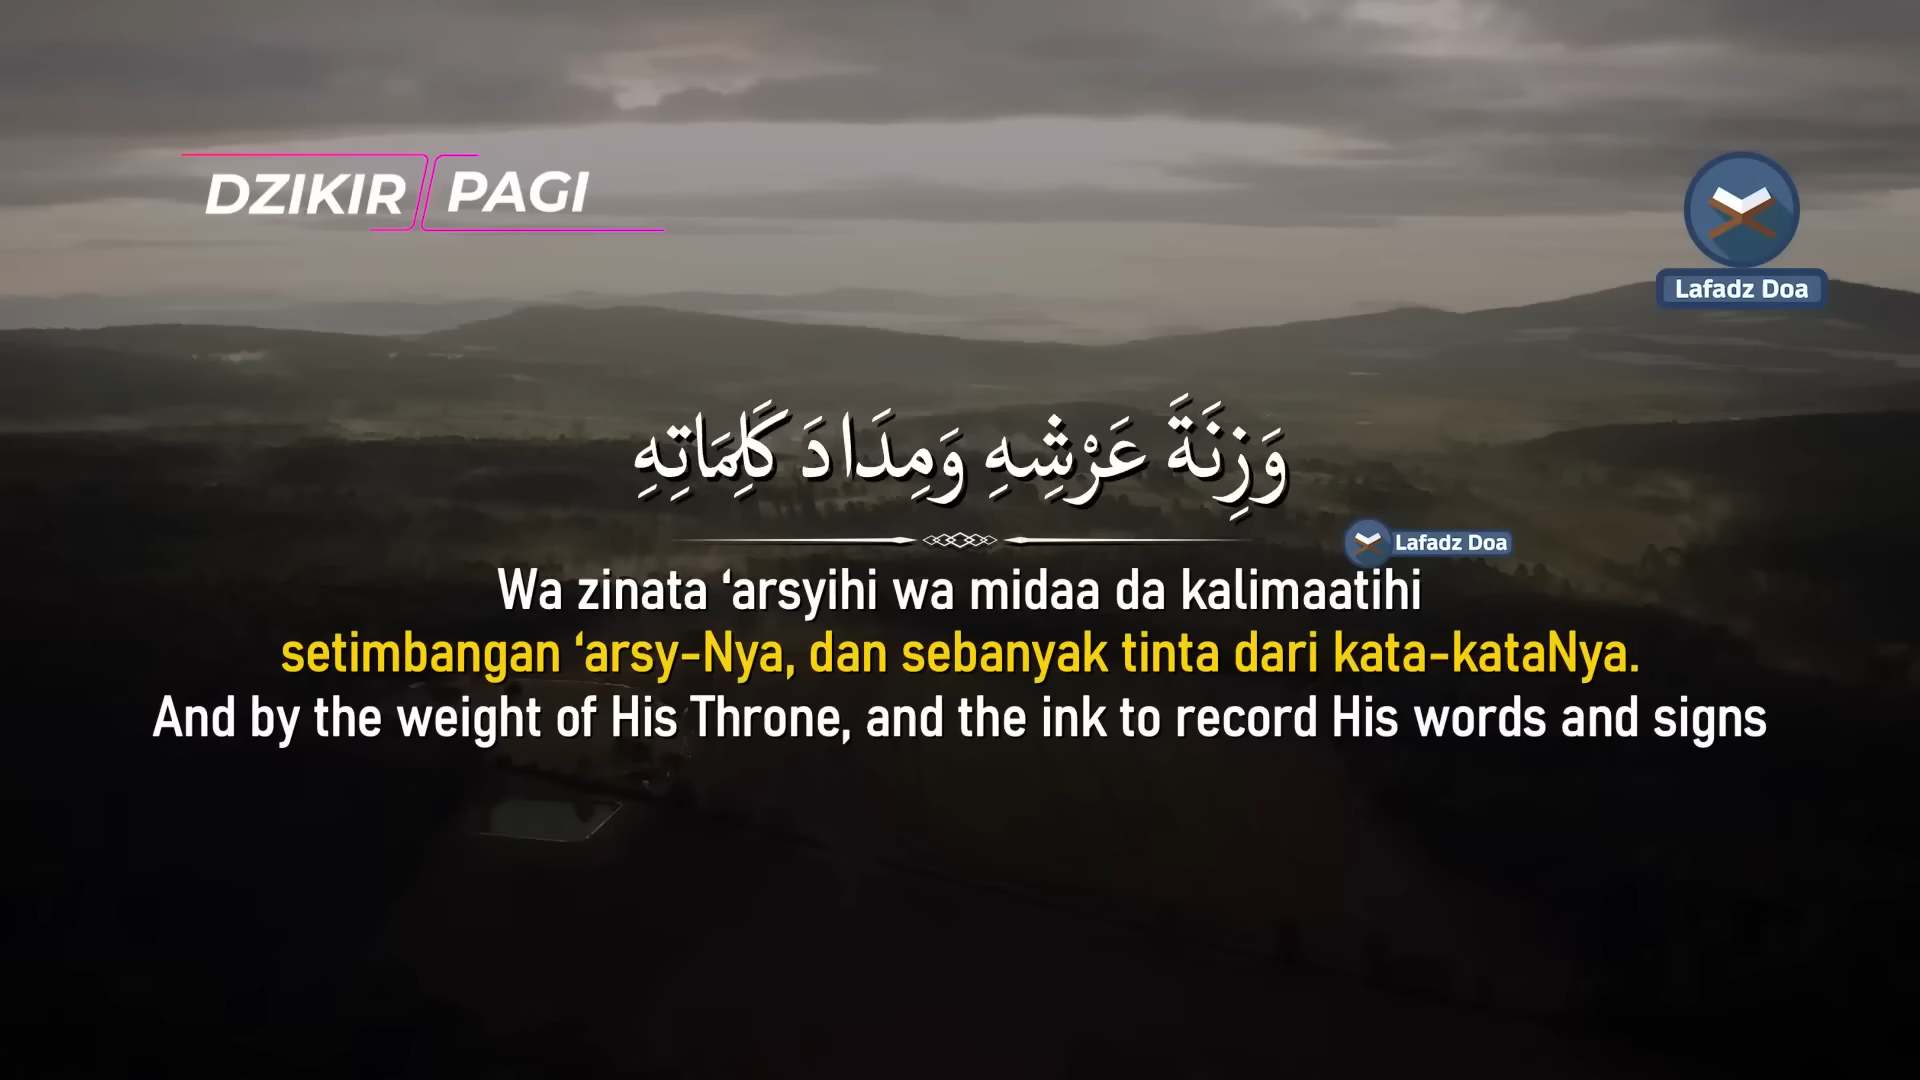 DZIKIR PAGI
Lafadz Doa
وَزِنَةَ عَرْشِهِ وَمِدَادَ كَلِمَاتِهِ
Lafadz Doa
Wa zinata ‘arsyihi wa midaa da kalimaatihi
setimbangan ‘arsy-Nya, dan sebanyak tinta dari kata-kataNya.
And by the weight of His Throne, and the ink to record His words and signs